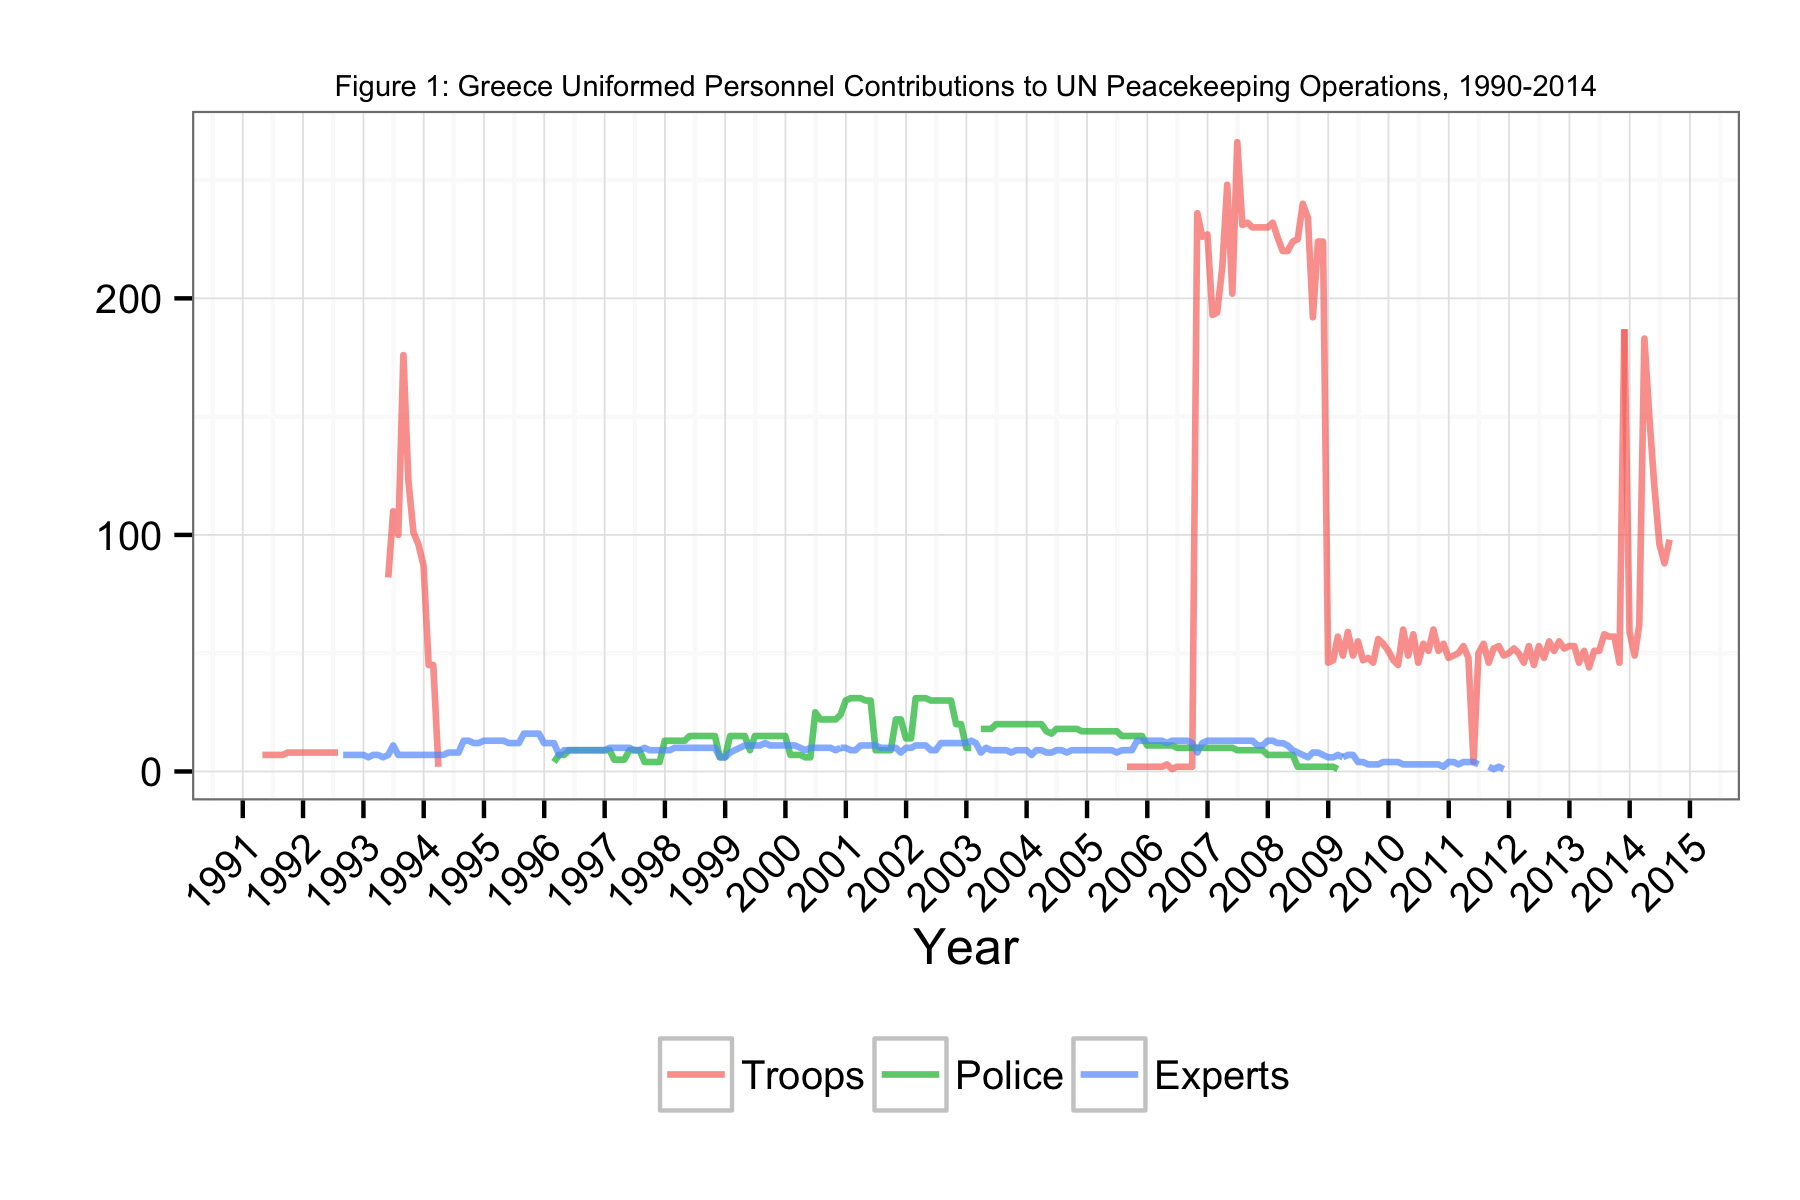 Figure 1: Greece Uniformed Personnel Contributions to UN Peacekeeping Operations, 1990-2014
200
100
0
1991 1992 1993 1994 1995 1996 1997 1998 1999 2000 2001 2002 2003 2004 2005 2006 2007 2008 2009 2010 2011 2012 2013 2014 2015
Year
Troops Police Experts